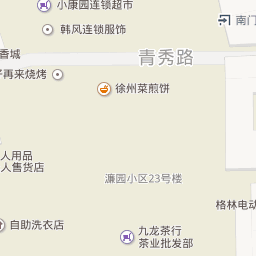 小康园连锁超市
南门
韩风连锁服饰
香城
青秀路
再来烧烤
徐州菜煎饼
人用品
人售货店
濂园小区23号楼
格林电动
自助洗衣店
九龙茶行
茶业批发部